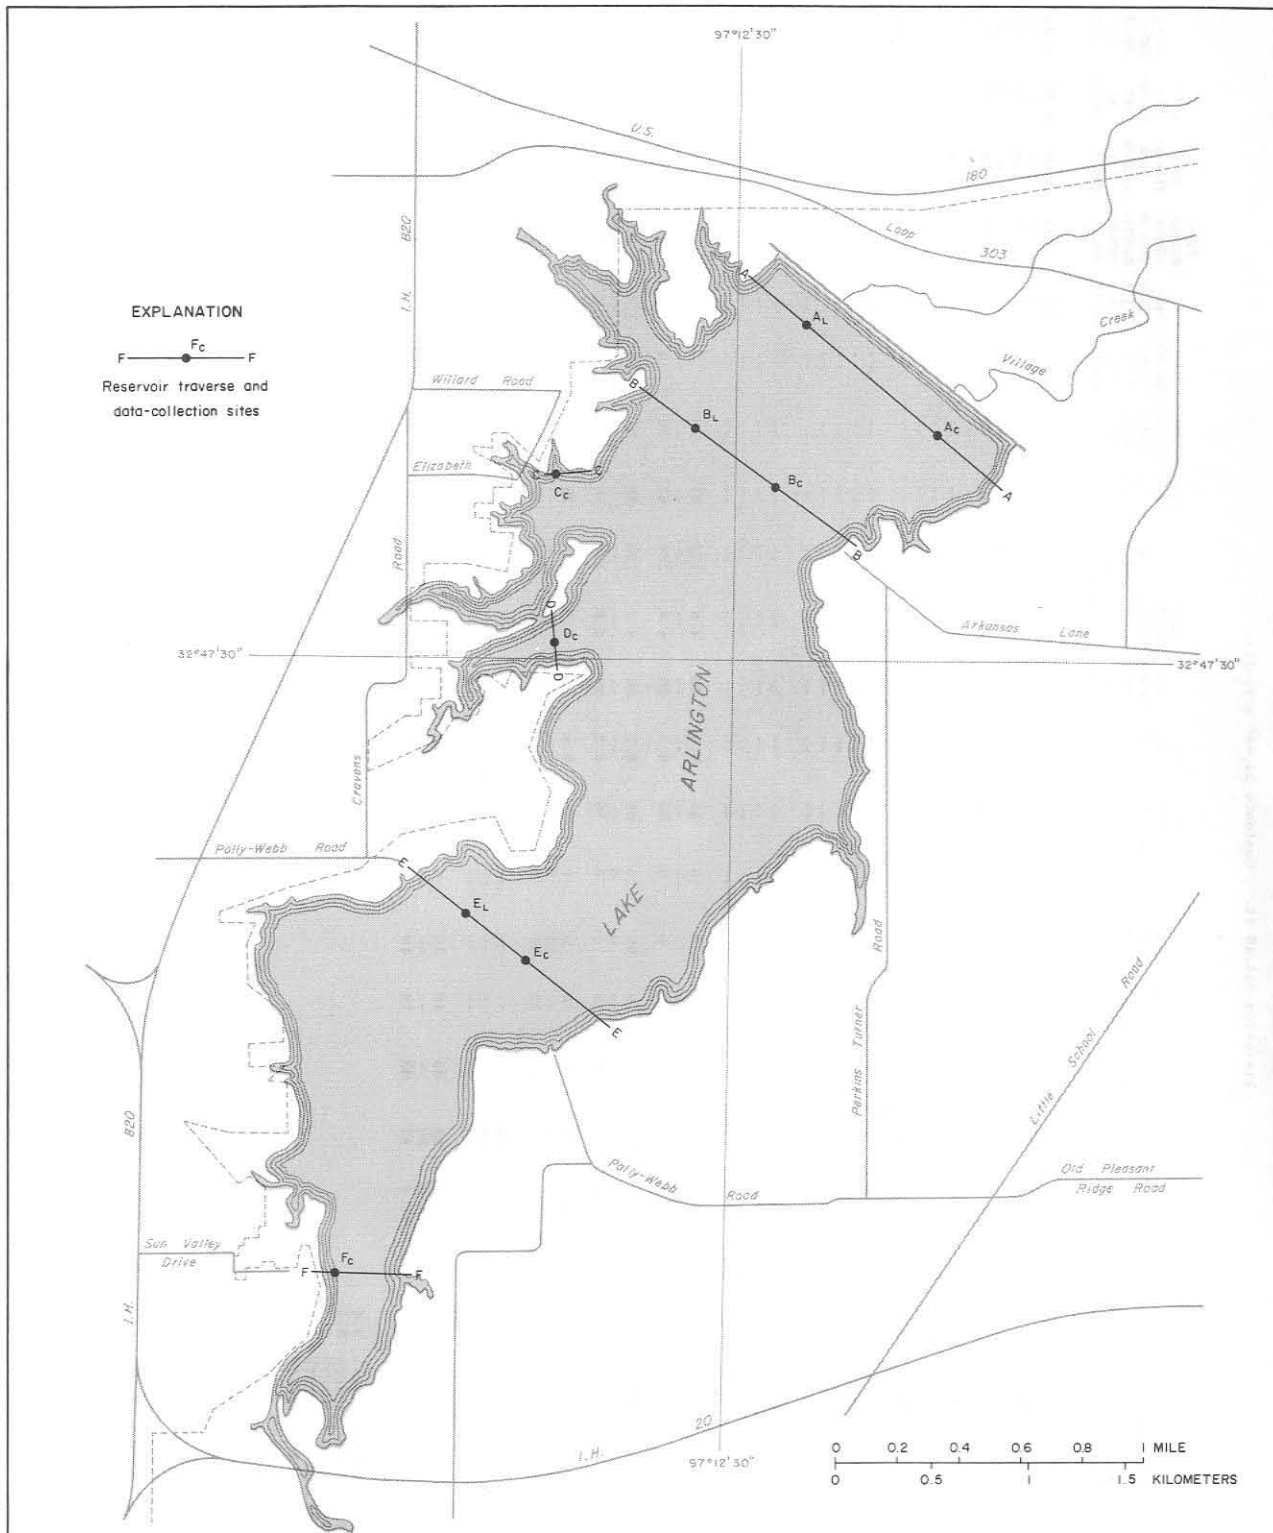 97°12'30"
U.S.
180
Loop
303
820
I.H.
EXPLANATION
Fc
F F
Reservoir traverse and
data-collection sites
A
AL
Village
Creek
Willard Road
B
BL
Ac
Elizabeth
C C
Cc
Bc
A
B
Road
D
Dc
Arkansas Lane
32°47'30"
32°47'30"
D
ARLINGTON
Cravens
Polly-Webb Road
E
EL
LAKE
Ec
Road
E
Road
School
Little
Perkins Turner
820
Polly-Webb Road
Old Pleasant
Ridge Road
Sun Valley
Drive
Fc
F F
I.H.
20
I.H.
97°12'30"
0 0.2 0.4 0.6 0.8 1 MILE
0 0.5 1 1.5 KILOMETERS